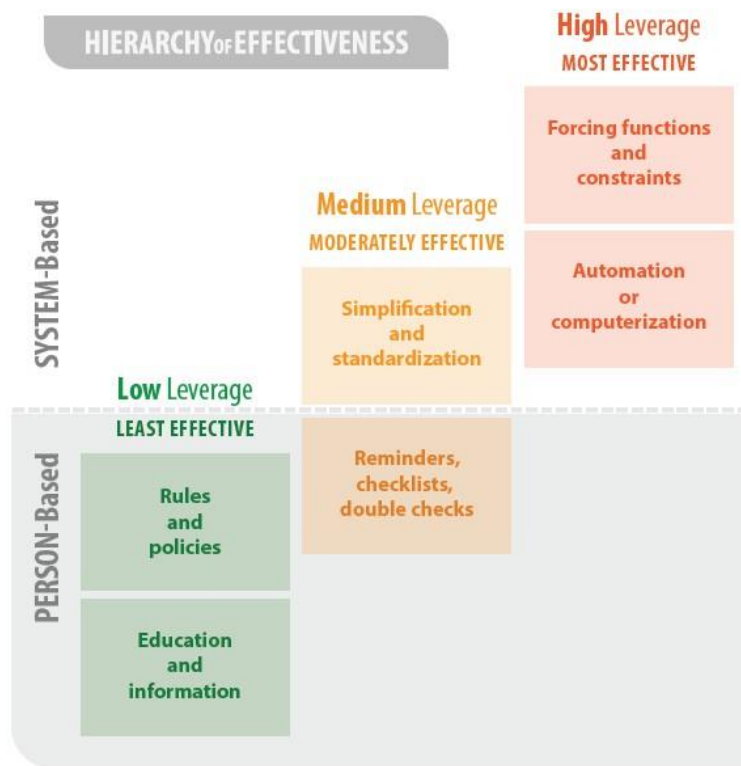 HIERARCHY OF EFFECTIVENESS
High Leverage
MOST EFFECTIVE
Forcing functions
and
constraints
Automation
or
computerization
Medium Leverage
MODERATELY EFFECTIVE
Simplification
and
standardization
Reminders,
checklists,
double checks
Low Leverage
LEAST EFFECTIVE
Rules
and
policies
Education
and
information
SYSTEM-Based
PERSON-Based